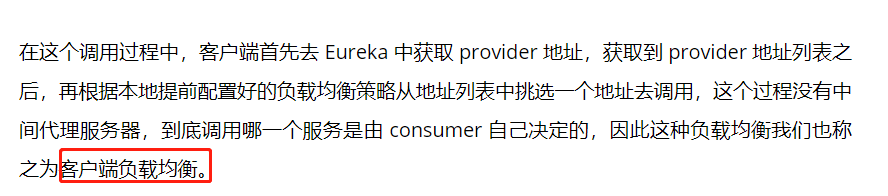 在这个调用过程中，客户端首先去 Eureka 中获取 provider 地址，获取到 provider 地址列表之
后，再根据本地提前配置好的负载均衡策略从地址列表中挑选一个地址去调用，这个过程没有中
间代理服务器，到底调用哪一个服务是由 consumer 自己决定的，因此这种负载均衡我们也称
之为客户端负载均衡。